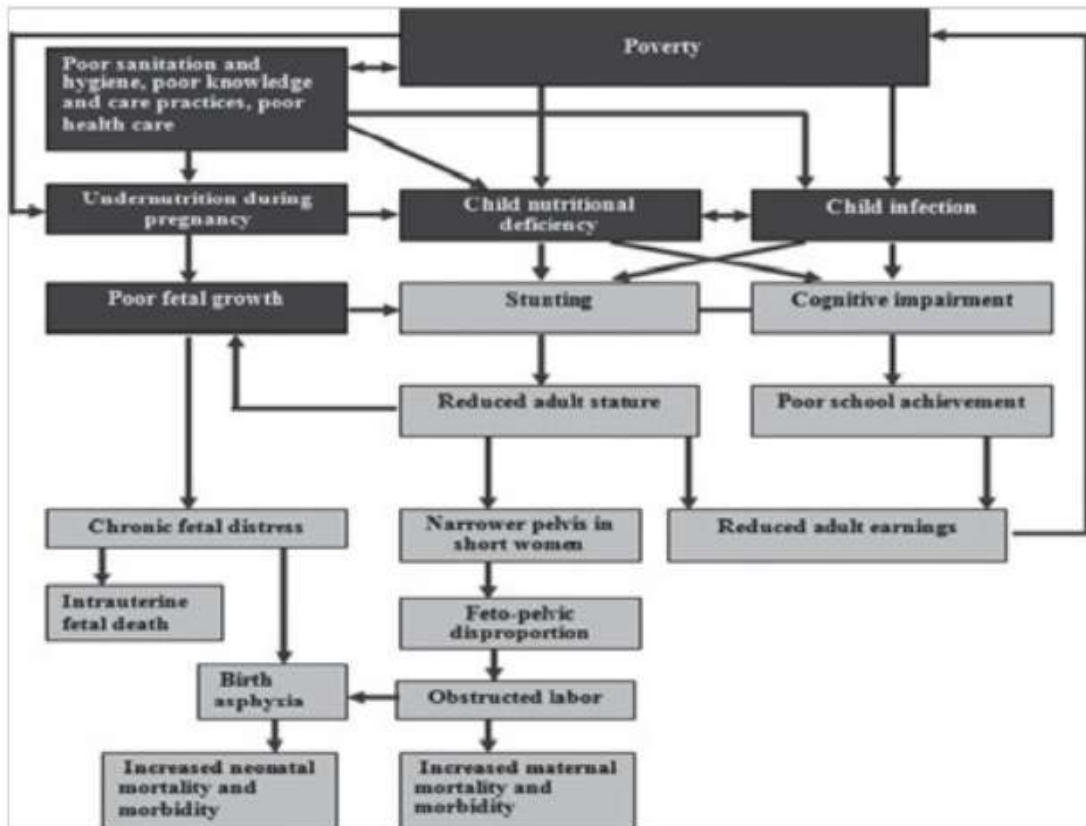 Poverty
Poor sanitation and
hygiene, poor knowledge
and care practices, poor
health care
Undernutrition during
pregnancy
Child nutritional
deficiency
Child infection
Poor fetal growth
Stunting
Cognitive impairment
Reduced adult stature
Poor school achievement
Chronic fetal distress
Narrower pelvis in
short women
Reduced adult earnings
Intrauterine
fetal death
Feto-pelvic
disproportion
Birth
asphyxia
Obstructed labor
Increased neonatal
mortality and
morbidity
Increased maternal
mortality and
morbidity